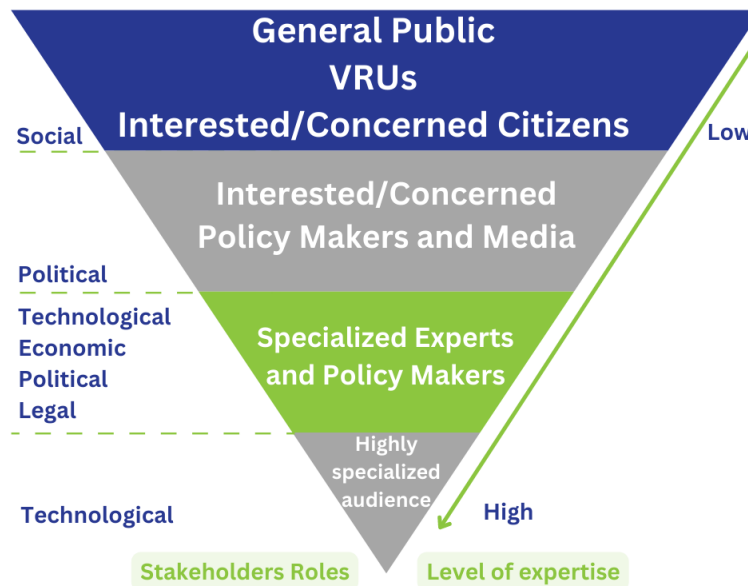 General Public
VRUs
Interested/Concerned Citizens
Social
Low
Interested/Concerned
Policy Makers and Media
Political
Technological
Economic
Political
Legal
Specialized Experts
and Policy Makers
Highly
specialized
audience
Technological
High
Stakeholders Roles
Level of expertise